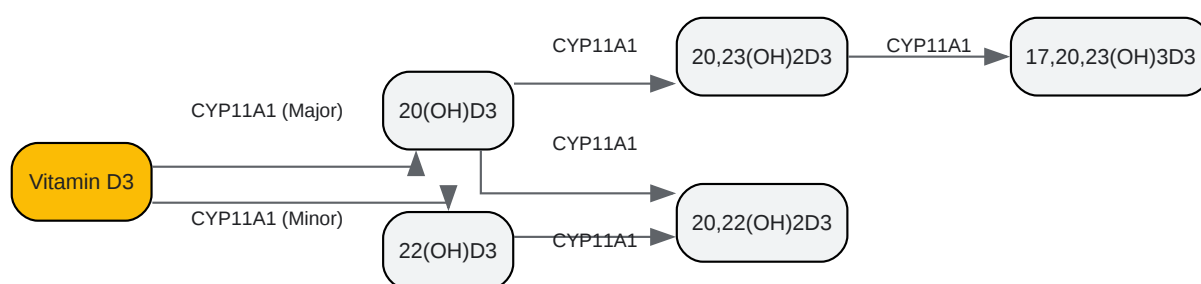 CYP11A1
20,23(OH)2D3
CYP11A1
17,20,23(OH)3D3
CYP11A1 (Major)
20(OH)D3
CYP11A1
Vitamin D3
CYP11A1 (Minor)
22(OH)D3
CYP11A1
20,22(OH)2D3